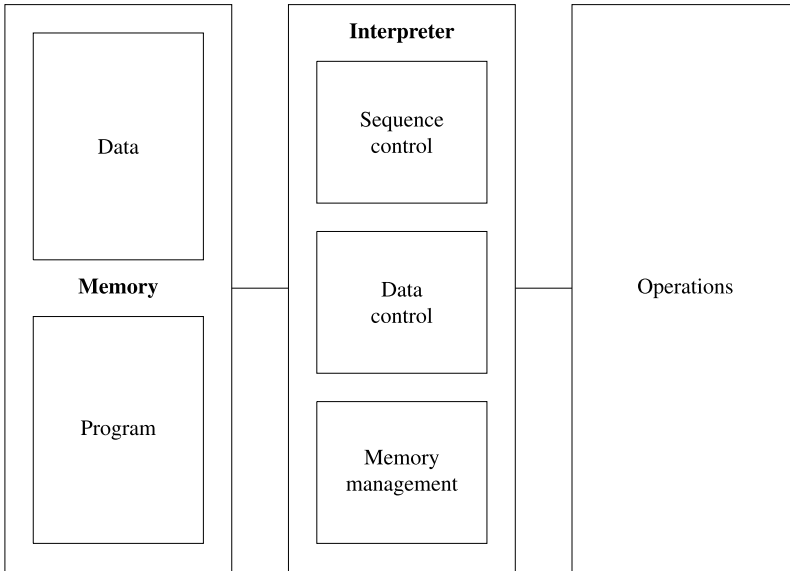 Data
Memory
Program
Interpreter
Sequence
control
Data
control
Memory
management
Operations